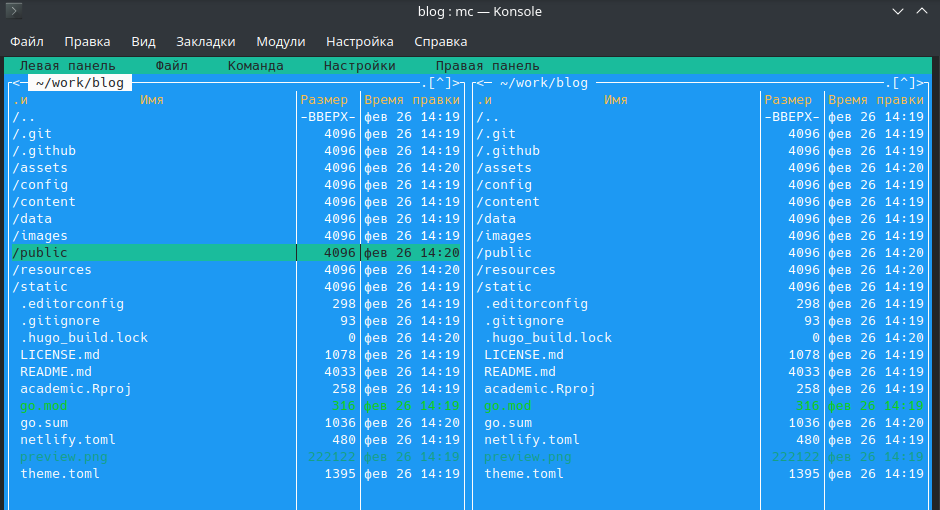 blog : mc — Konsole
Файл Правка Вид Закладки Модули Настройка Справка
Левая панель Файл Команда Настройки Правая панель
<— ~/work/blog .[^]> <— ~/work/blog .[^]>
.и Имя Размер Время правки .и Имя Размер Время правки
/.. -ВВЕРХ- фев 26 14:19 /.. -ВВЕРХ- фев 26 14:19
/.git 4096 фев 26 14:19 /.git 4096 фев 26 14:19
/.github 4096 фев 26 14:19 /.github 4096 фев 26 14:19
/assets 4096 фев 26 14:20 /assets 4096 фев 26 14:20
/config 4096 фев 26 14:19 /config 4096 фев 26 14:19
/content 4096 фев 26 14:19 /content 4096 фев 26 14:19
/data 4096 фев 26 14:19 /data 4096 фев 26 14:19
/images 4096 фев 26 14:19 /images 4096 фев 26 14:19
/public 4096 фев 26 14:20 /public 4096 фев 26 14:20
/resources 4096 фев 26 14:20 /resources 4096 фев 26 14:20
/static 4096 фев 26 14:19 /static 4096 фев 26 14:19
.editorconfig 298 фев 26 14:19 .editorconfig 298 фев 26 14:19
.gitignore 93 фев 26 14:19 .gitignore 93 фев 26 14:19
.hugo_build.lock 0 фев 26 14:20 .hugo_build.lock 0 фев 26 14:20
LICENSE.md 1078 фев 26 14:19 LICENSE.md 1078 фев 26 14:19
README.md 4033 фев 26 14:19 README.md 4033 фев 26 14:19
academic.Rproj 258 фев 26 14:19 academic.Rproj 258 фев 26 14:19
go.mod фев 26 14:19 go.mod фев 26 14:19
go.sum 1036 фев 26 14:20 go.sum 1036 фев 26 14:20
netlify.toml 480 фев 26 14:19 netlify.toml 480 фев 26 14:19
preview.png 222122 фев 26 14:19 preview.png 222122 фев 26 14:19
theme.toml 1395 фев 26 14:19 theme.toml 1395 фев 26 14:19